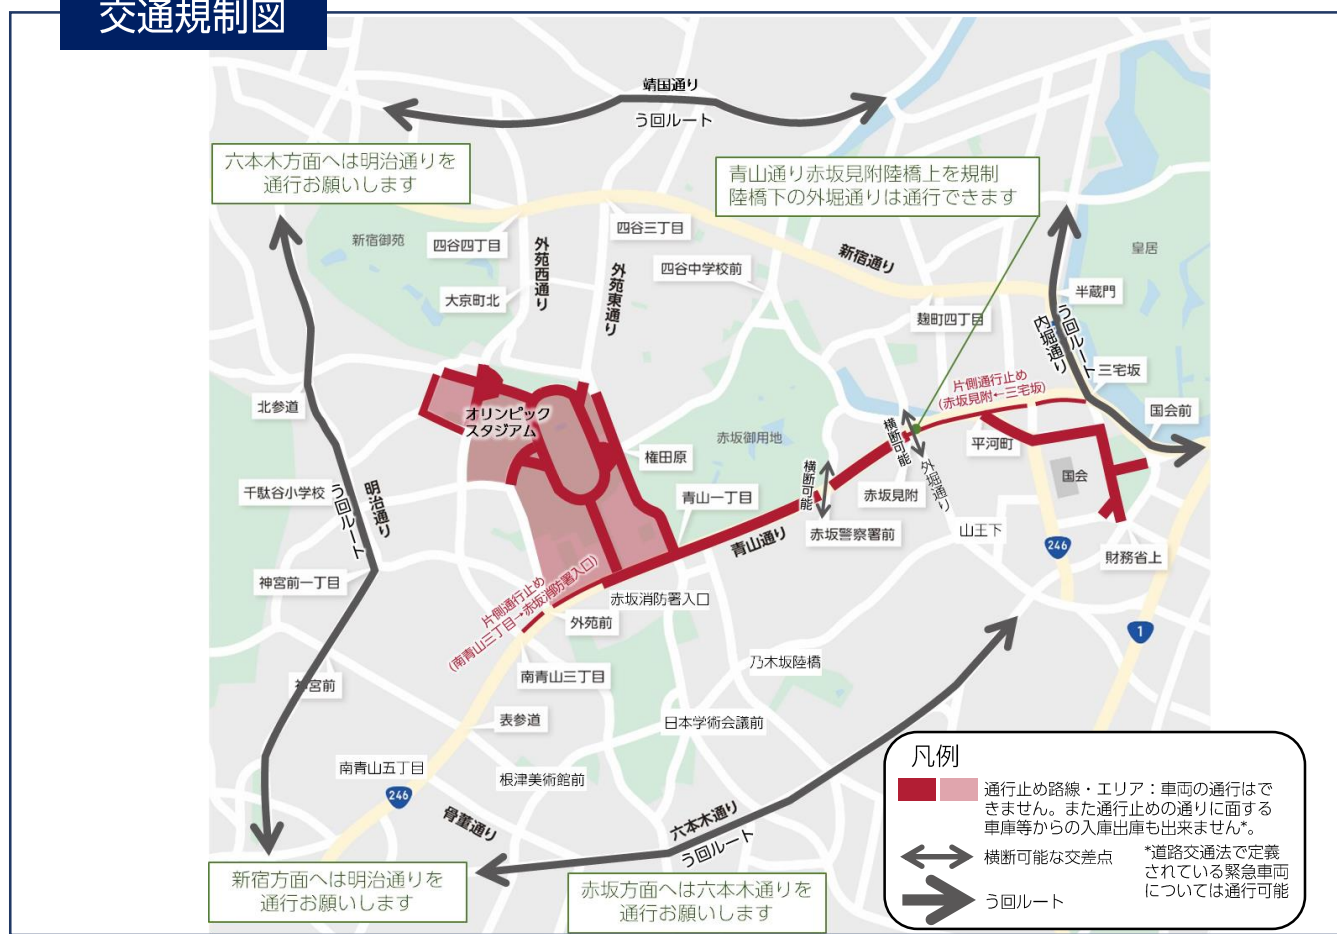 交通規制図
靖国通り
う回ルート
六本木方面へは明治通りを
通行お願いします
青山通り赤坂見附陸橋上を規制
陸橋下の外堀通りは通行できます
新宿御苑
四谷四丁目
四谷三丁目
外苑西通り
外苑東通り
四谷中学校前
新宿通り
皇居
大京町北
半蔵門
麹町四丁目
内堀通り
う回ルート
三宅坂
片側通行止め
(赤坂見附←三宅坂)
北参道
オリンピック
スタジアム
国会前
横断可能
平河町
赤坂御用地
権田原
横断可能
外堀通り
国会
千駄谷小学校
明治通り
う回ルート
青山一丁目
赤坂見附
赤坂警察署前
山王下
青山通り
246
財務省上
神宮前一丁目
片側通行止め
(南青山三丁目→赤坂消防署入口)
赤坂消防署入口
外苑前
1
乃木坂陸橋
南青山三丁目
神宮前
表参道
日本学術会議前
南青山五丁目
根津美術館前
246
骨董通り
六本木通り
う回ルート
新宿方面へは明治通りを
通行お願いします
赤坂方面へは六本木通りを
通行お願いします
凡例
通行止め路線・エリア：車両の通行はで
きません。また通行止めの通りに面する
車庫等からの入庫出庫も出来ません*。
横断可能な交差点
*道路交通法で定義
されている緊急車両
については通行可能
う回ルート